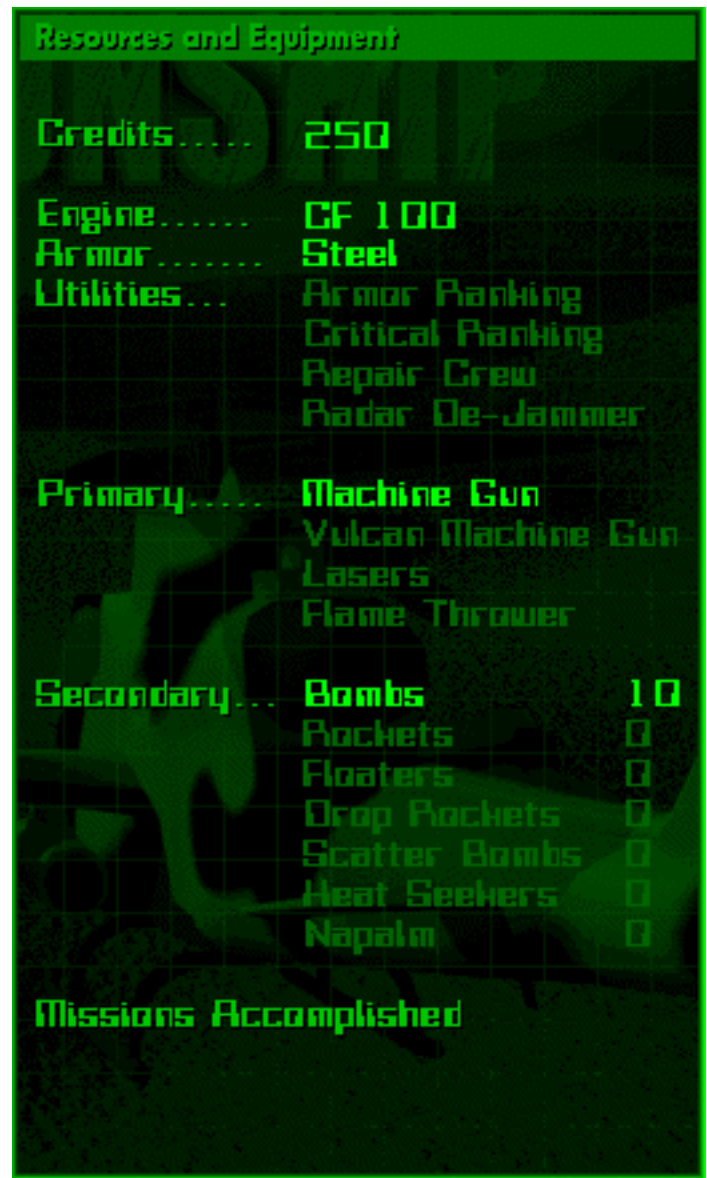 Resources and Equipment
UNSHIP
Credits..... 250
Engine...... CF 100
Armor....... Steel
Utilities... Armor Ranking
Critical Ranking
Repair Crew
Radar De-Jammer
Primary..... Machine Gun
Vulcan Machine Gun
Lasers
Flame Thrower
Secondary... Bombs 10
Rockets 0
Floaters 0
Drop Rockets 0
Scatter Bombs 0
Heat Seekers 0
Napalm 0
Missions Accomplished